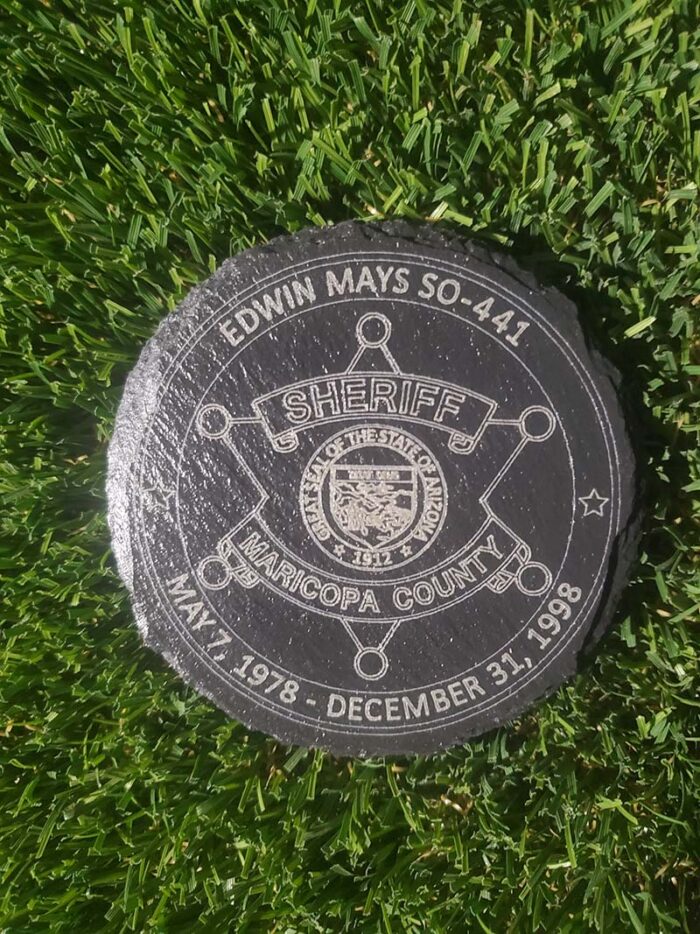 EDWIN MAYS SO-441
SHERIFF
GREAT SEAL OF THE STATE OF ARIZONA
1912
MARICOPA COUNTY
MAY 7, 1978 - DECEMBER 31, 1998